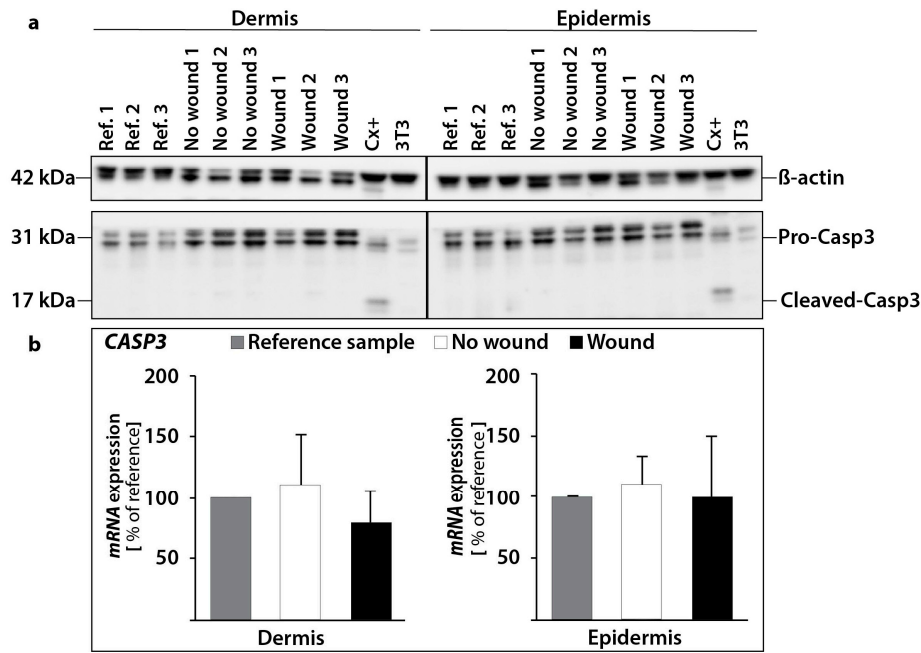 a
Dermis
Epidermis
Ref. 1
Ref. 2
Ref. 3
No wound 1
No wound 2
No wound 3
Wound 1
Wound 2
Wound 3
Cx+
3T3
Ref. 1
Ref. 2
Ref. 3
No wound 1
No wound 2
No wound 3
Wound 1
Wound 2
Wound 3
Cx+
3T3
42 kDa
ß-actin
31 kDa
Pro-Casp3
17 kDa
Cleaved-Casp3
b
CASP3 Reference sample No wound Wound
mRNA expression
[ % of reference]
200
150
100
50
Dermis
mRNA expression
[ % of reference]
200
150
100
50
Epidermis